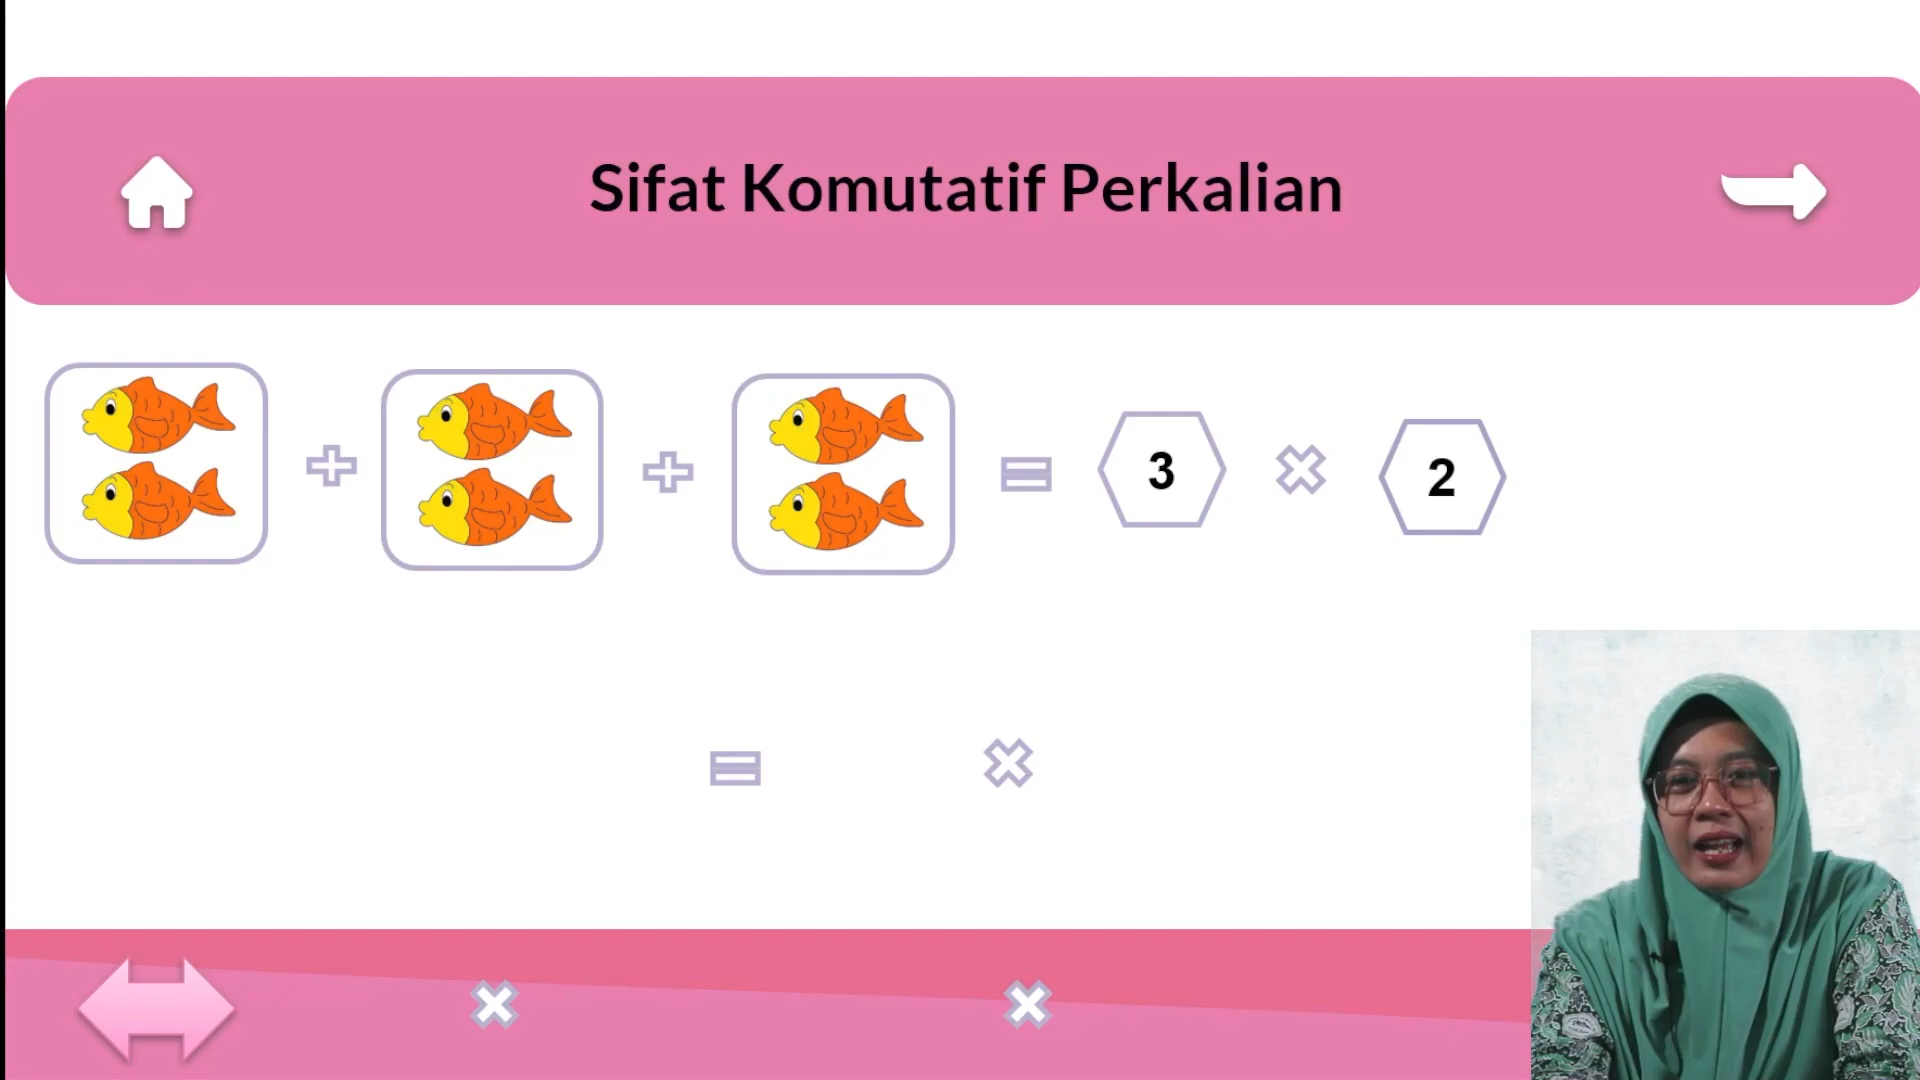 Sifat Komutatif Perkalian
+ + = 3 × 2
= ×
× ×